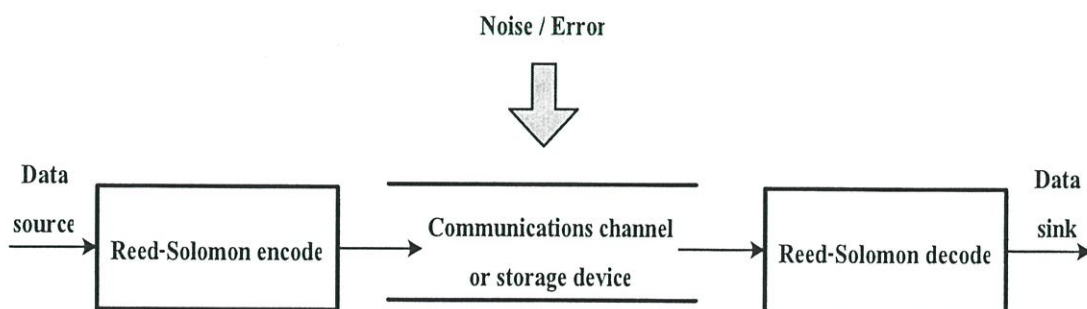 Noise / Error
Data
source
Reed-Solomon encode
Communications channel
or storage device
Reed-Solomon decode
Data
sink